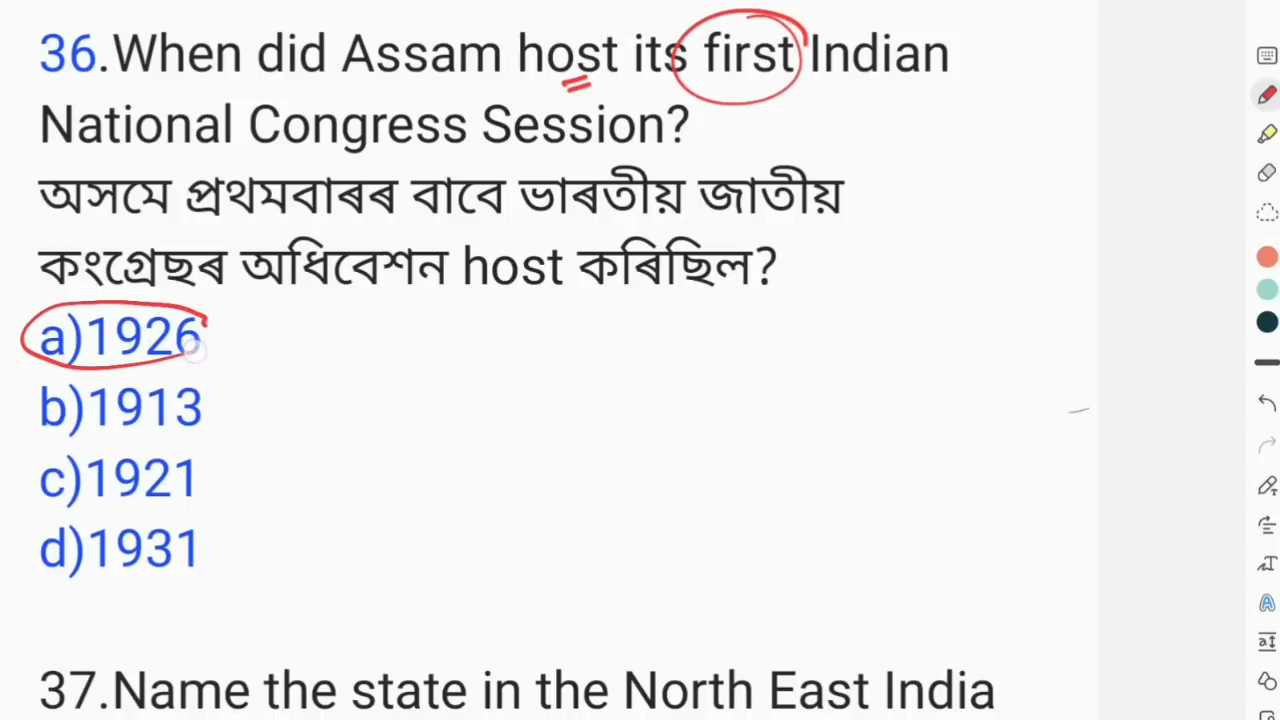 36.When did Assam host its first Indian
National Congress Session?
অসমে প্ৰথমবাৰৰ বাবে ভাৰতীয় জাতীয়
কংগ্ৰেছৰ অধিবেশন host কৰিছিল?
a)1926
b)1913
c)1921
d)1931
37.Name the state in the North East India